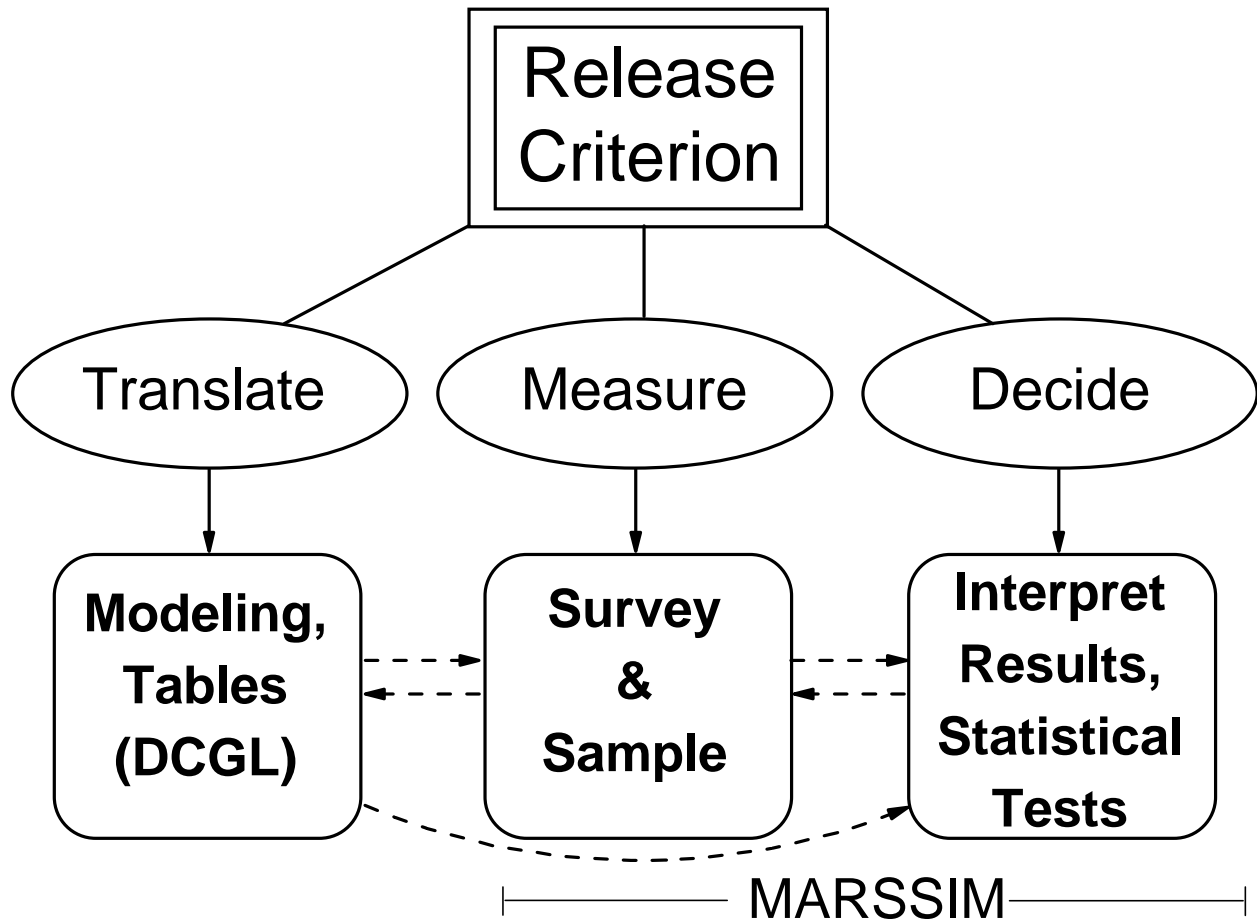 Release
Criterion
Translate
Measure
Decide
Modeling,
Tables
(DCGL)
Survey
&
Sample
Interpret
Results,
Statistical
Tests
MARSSIM